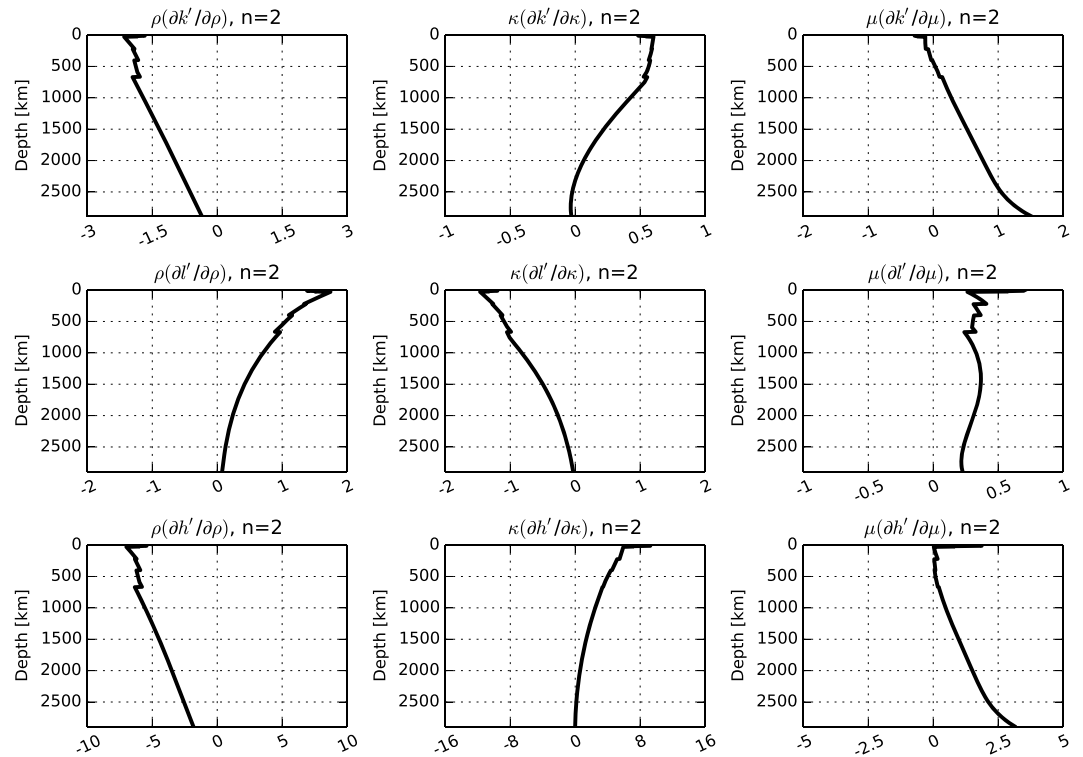 ρ(∂k′/∂ρ), n=2
κ(∂k′/∂κ), n=2
μ(∂k′/∂μ), n=2
Depth [km]
0
500
1000
1500
2000
2500
-3 -1.5 0 1.5 3
Depth [km]
0
500
1000
1500
2000
2500
-1 -0.5 0 0.5 1
Depth [km]
0
500
1000
1500
2000
2500
-2 -1 0 1 2
ρ(∂l′/∂ρ), n=2
κ(∂l′/∂κ), n=2
μ(∂l′/∂μ), n=2
Depth [km]
0
500
1000
1500
2000
2500
-2 -1 0 1 2
Depth [km]
0
500
1000
1500
2000
2500
-2 -1 0 1 2
Depth [km]
0
500
1000
1500
2000
2500
-1 -0.5 0 0.5 1
ρ(∂h′/∂ρ), n=2
κ(∂h′/∂κ), n=2
μ(∂h′/∂μ), n=2
Depth [km]
0
500
1000
1500
2000
2500
-10 -5 0 5 10
Depth [km]
0
500
1000
1500
2000
2500
-16 -8 0 8 16
Depth [km]
0
500
1000
1500
2000
2500
-5 -2.5 0 2.5 5